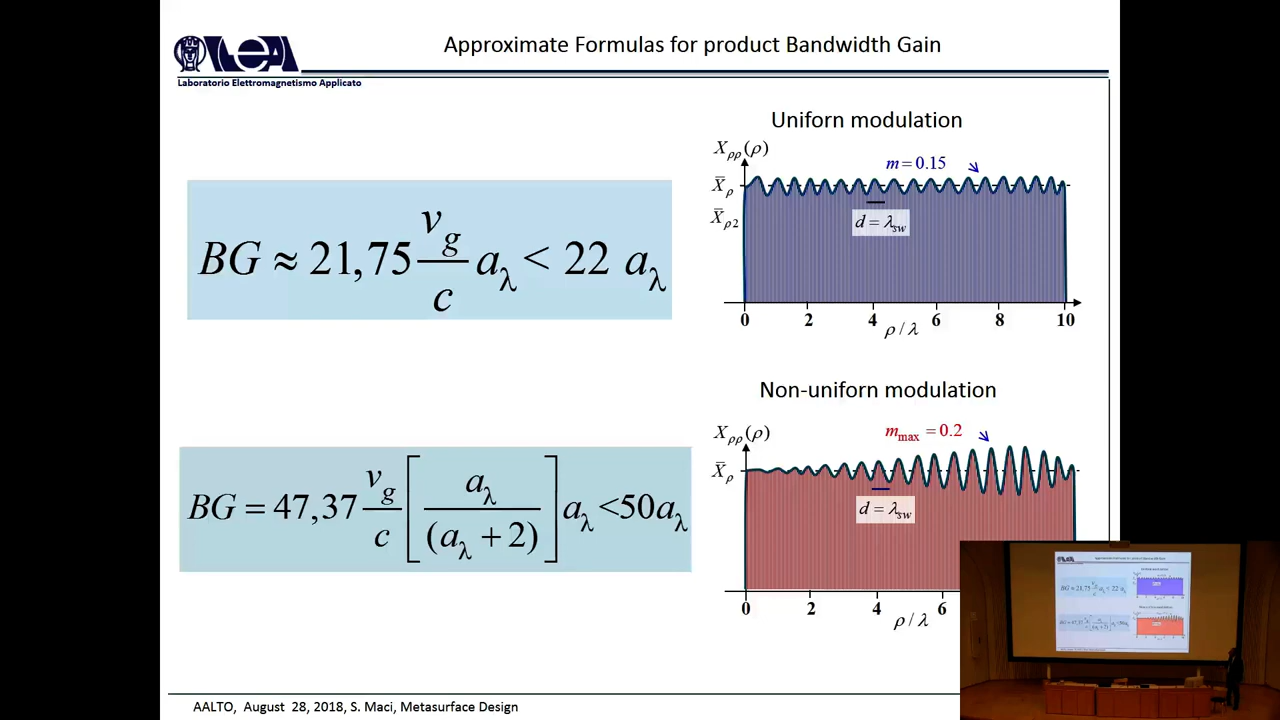 Approximate Formulas for product Bandwidth Gain
LEA
Laboratorio Elettromagnetismo Applicato
Uniforn modulation
X_ρρ(ρ)
m = 0.15
X̄_ρ
X̄_ρ2
d = λ_sw
0 2 4 6 8 10
ρ / λ
BG ≈ 21,75 v_g/c a_λ < 22 a_λ
Non-uniforn modulation
X_ρρ(ρ)
m_max = 0.2
X̄_ρ
d = λ_sw
0 2 4 6
ρ / λ
BG = 47,37 v_g/c [a_λ/(a_λ + 2)] a_λ <50a_λ
AALTO, August 28, 2018, S. Maci, Metasurface Design